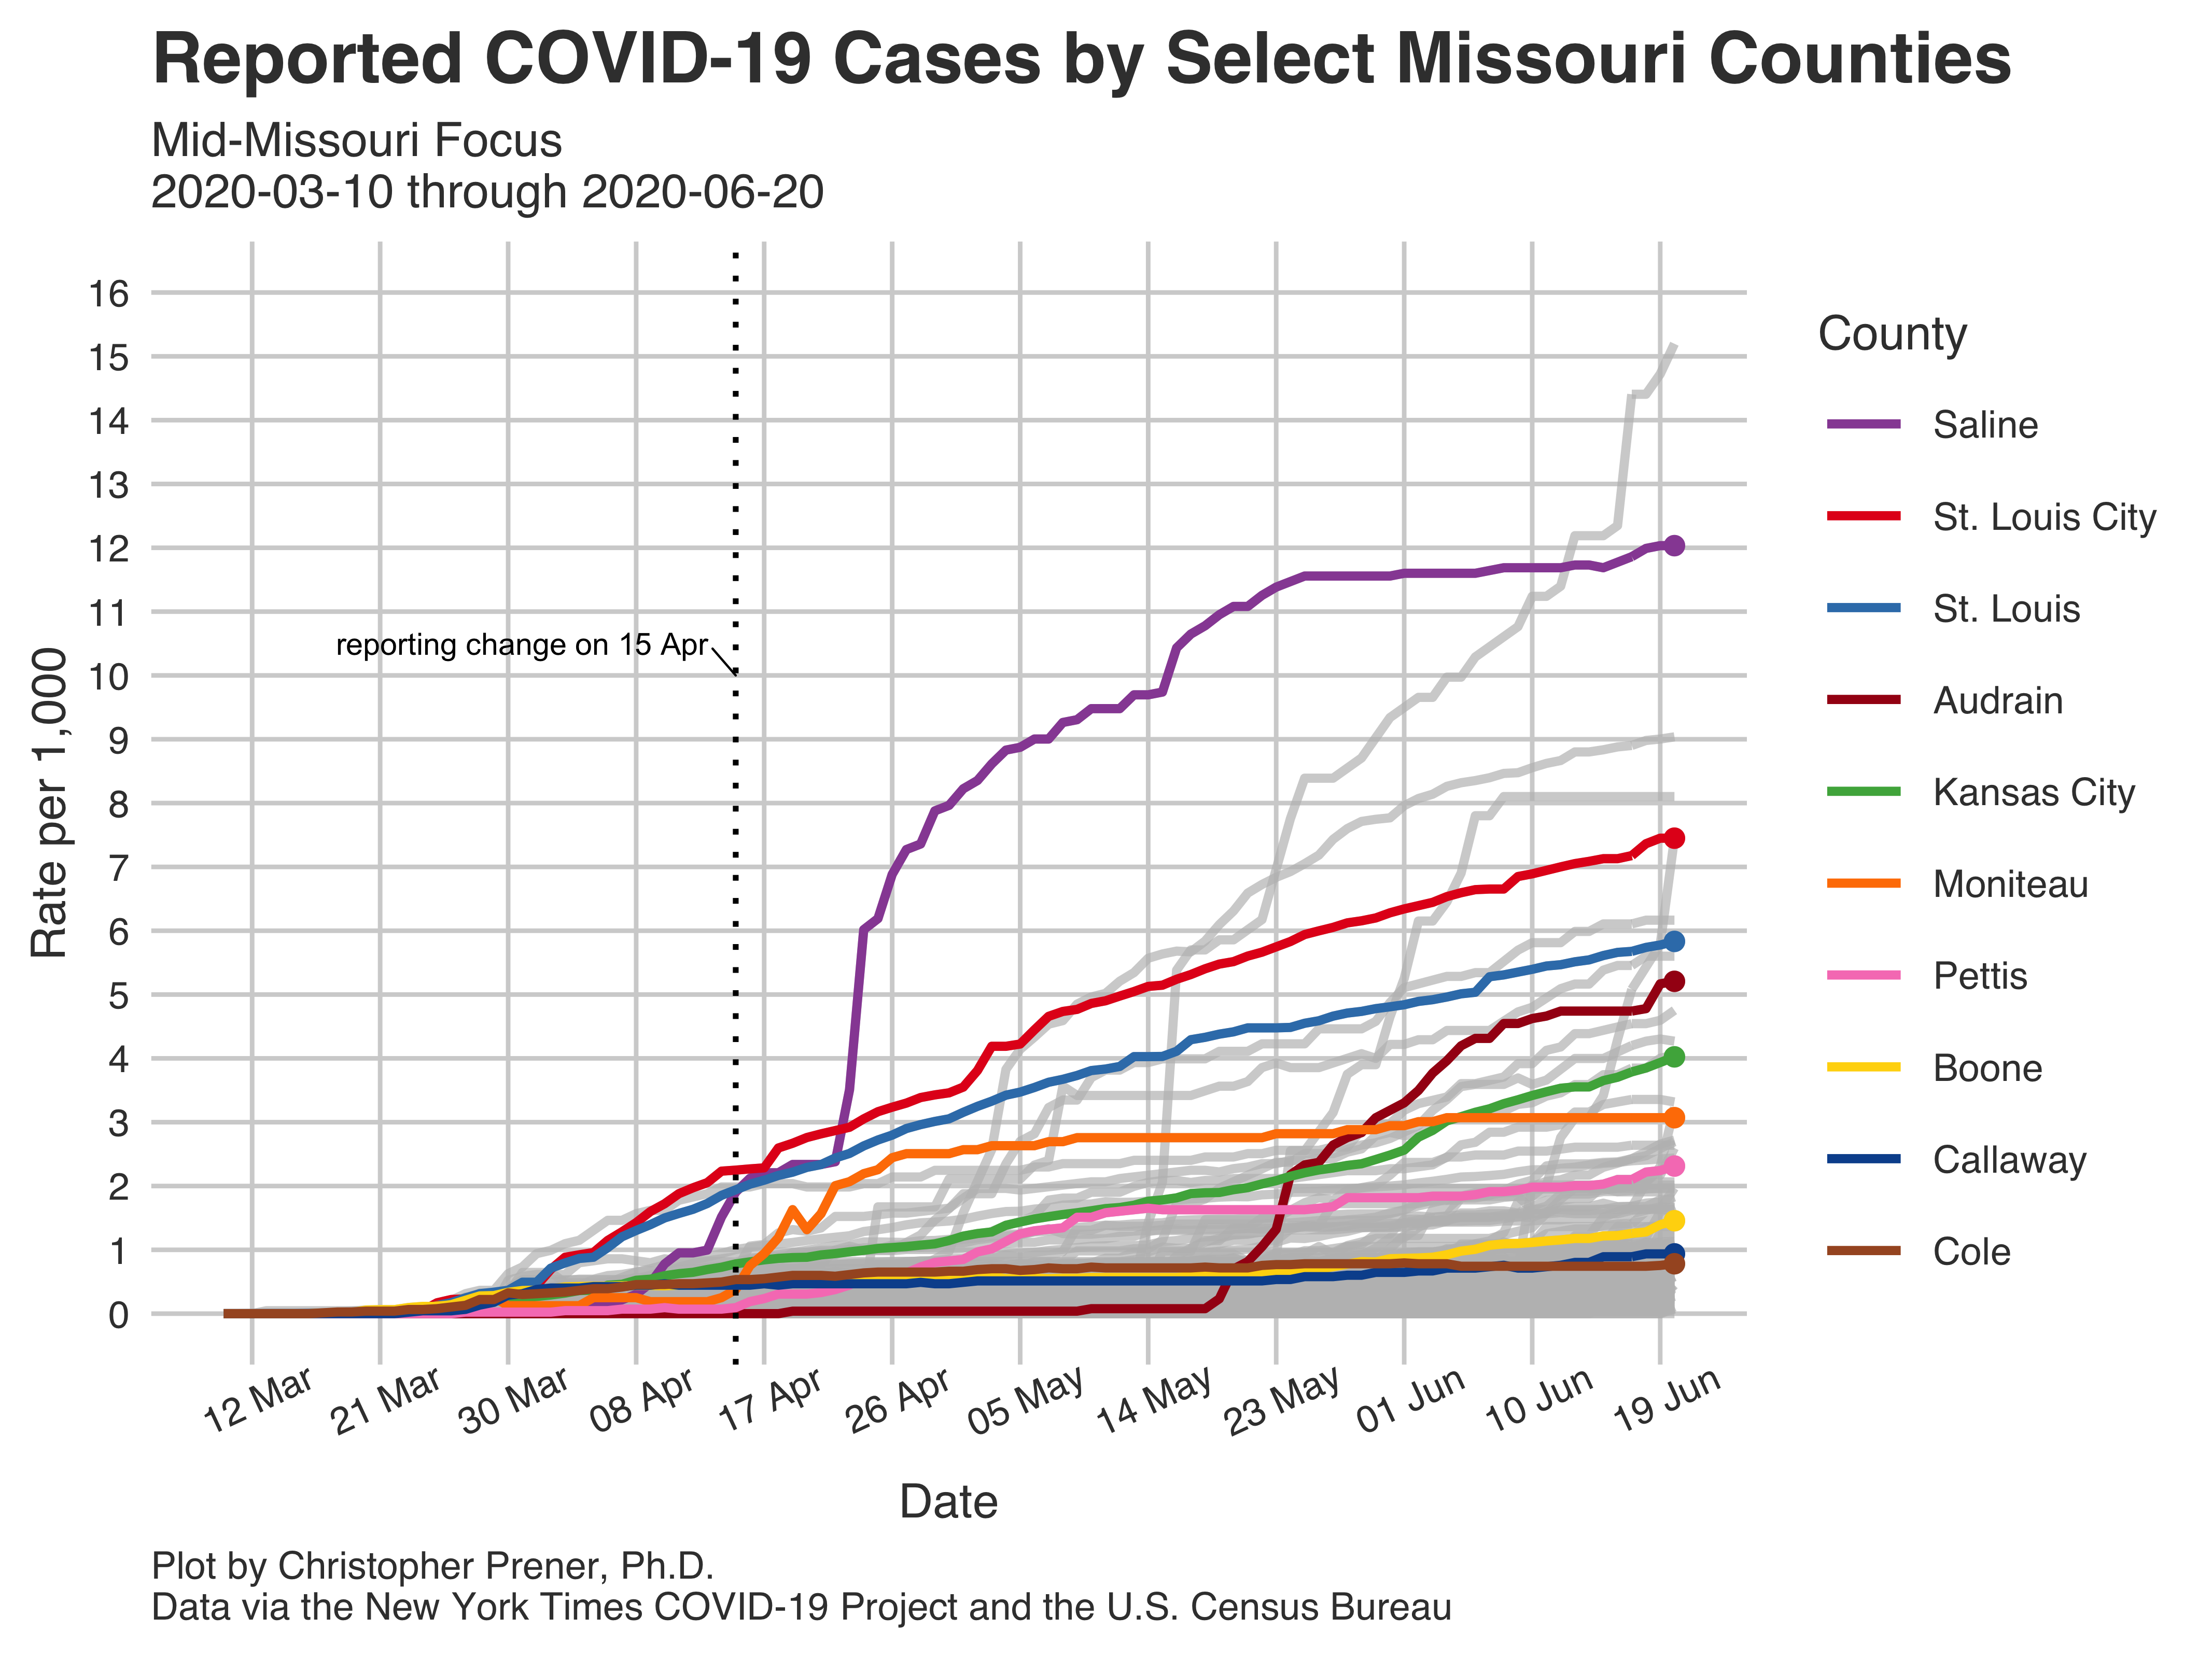 Reported COVID-19 Cases by Select Missouri Counties
Mid-Missouri Focus
2020-03-10 through 2020-06-20
16
15
14
13
12
11
10
9
8
7
6
5
4
3
2
1
0
Rate per 1,000
reporting change on 15 Apr
12 Mar
21 Mar
30 Mar
08 Apr
17 Apr
26 Apr
05 May
14 May
23 May
01 Jun
10 Jun
19 Jun
Date
County
Saline
St. Louis City
St. Louis
Audrain
Kansas City
Moniteau
Pettis
Boone
Callaway
Cole
Plot by Christopher Prener, Ph.D.
Data via the New York Times COVID-19 Project and the U.S. Census Bureau